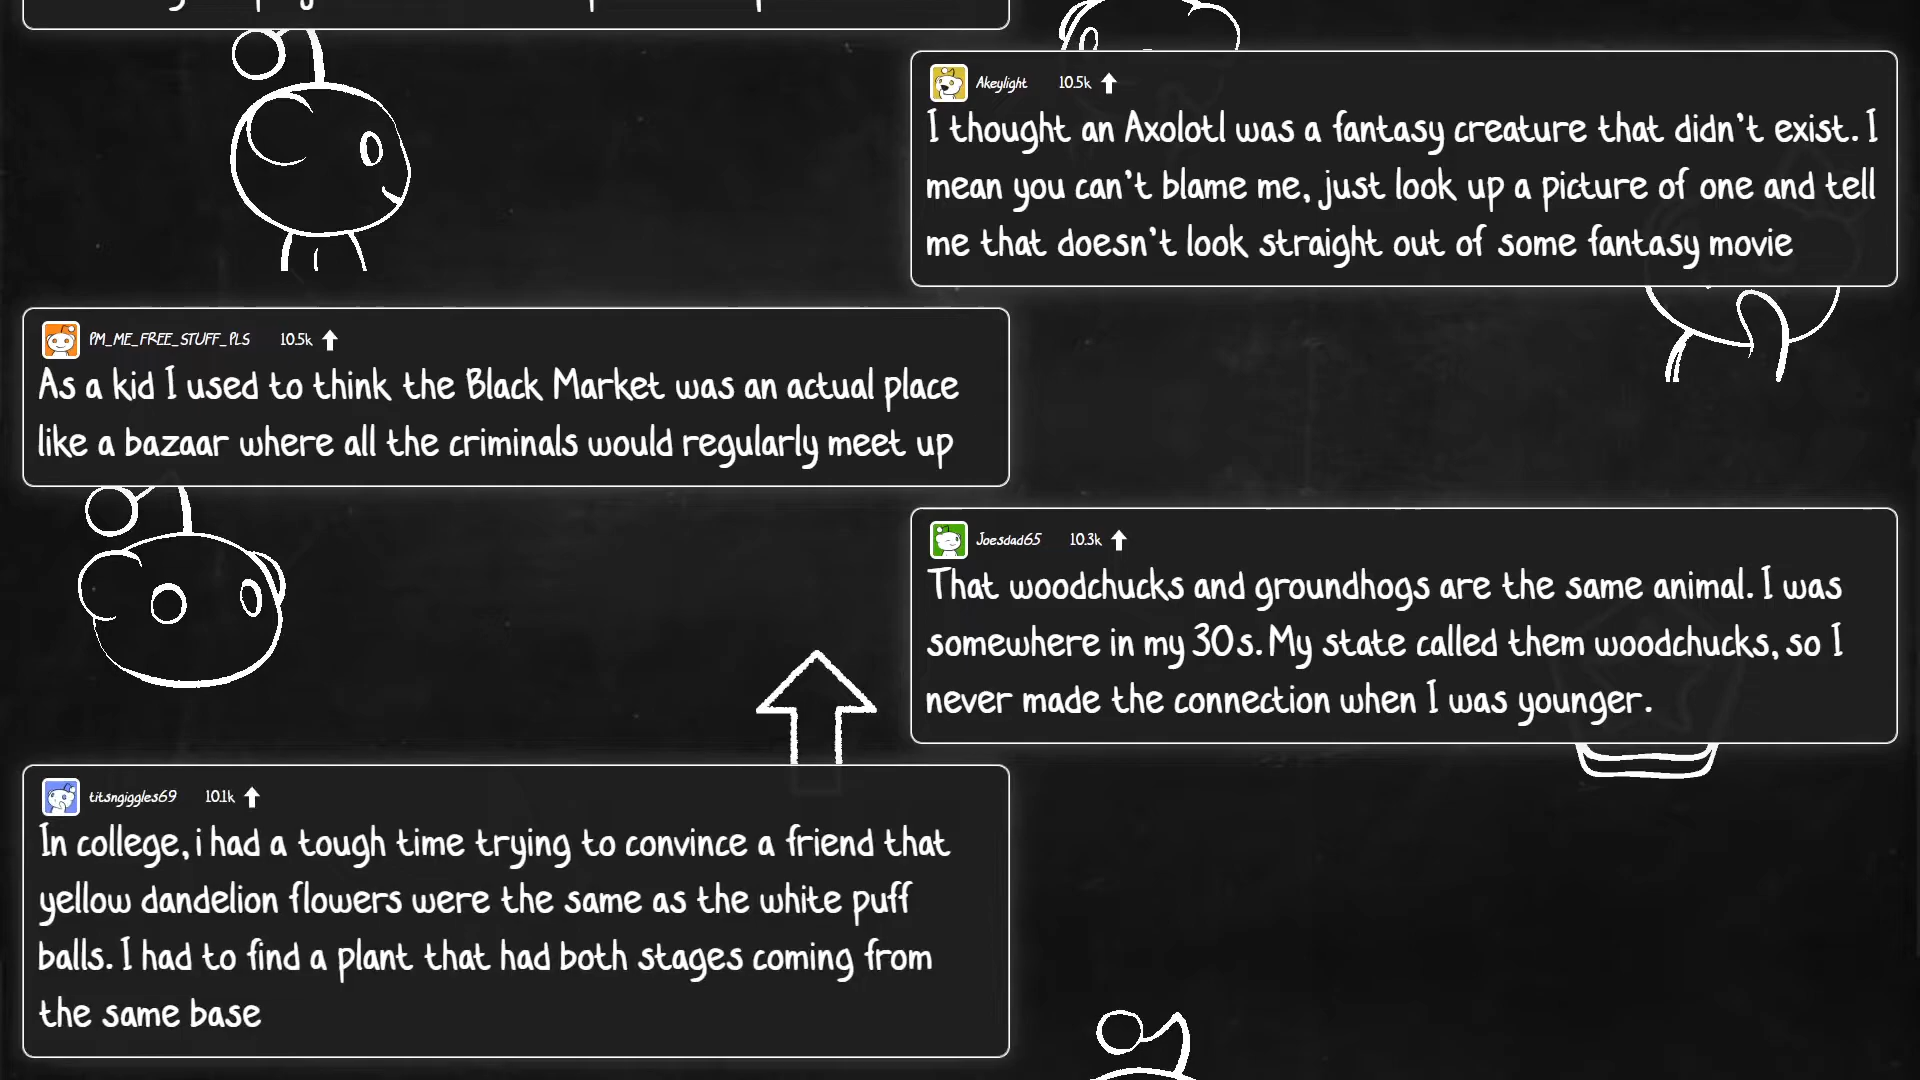 Akeylight 10.5k
I thought an Axolotl was a fantasy creature that didn't exist. I
mean you can't blame me, just look up a picture of one and tell
me that doesn't look straight out of some fantasy movie
PM_ME_FREE_STUFF_PLS 10.5k
As a kid I used to think the Black Market was an actual place
like a bazaar where all the criminals would regularly meet up
Joesdad65 10.3k
That woodchucks and groundhogs are the same animal. I was
somewhere in my 30s. My state called them woodchucks, so I
never made the connection when I was younger.
titsngiggles69 10.1k
In college, i had a tough time trying to convince a friend that
yellow dandelion flowers were the same as the white puff
balls. I had to find a plant that had both stages coming from
the same base